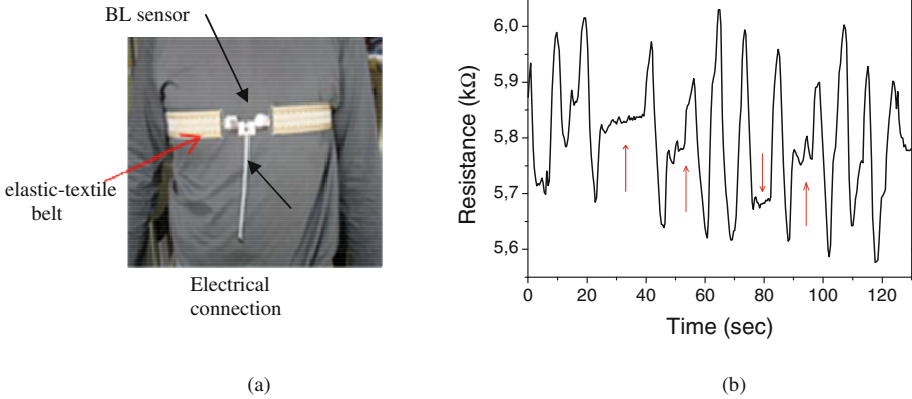 BL sensor
elastic-textile
belt
Electrical
connection
(a)
Resistance (kΩ)
6,0
5,9
5,8
5,7
5,6
0 20 40 60 80 100 120
Time (sec)
(b)